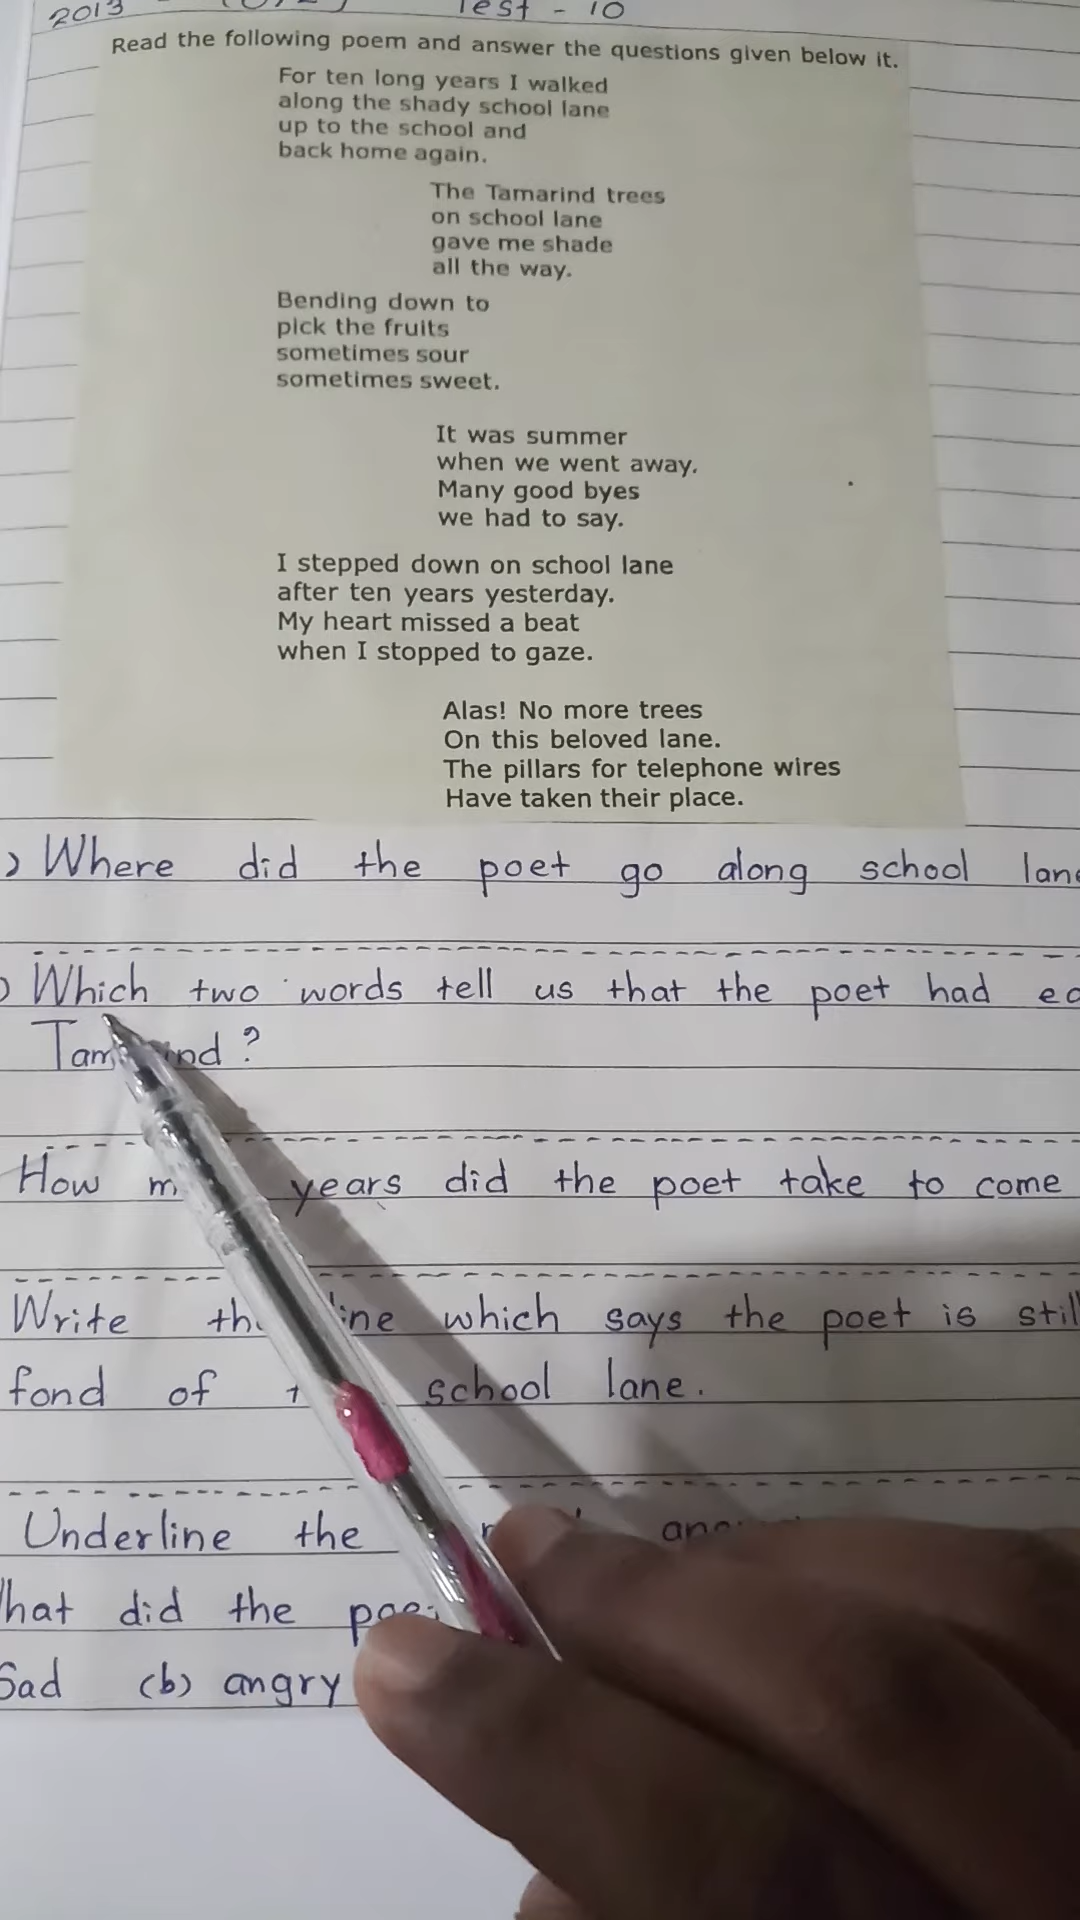 2013 Test - 10
Read the following poem and answer the questions given below it.
For ten long years I walked
along the shady school lane
up to the school and
back home again.
The Tamarind trees
on school lane
gave me shade
all the way.
Bending down to
pick the fruits
sometimes sour
sometimes sweet.
It was summer
when we went away.
Many good byes
we had to say.
I stepped down on school lane
after ten years yesterday.
My heart missed a beat
when I stopped to gaze.
Alas! No more trees
On this beloved lane.
The pillars for telephone wires
Have taken their place.
Where did the poet go along school
Which two words tell us that the poet had
?
How years did the poet take to come
Write which says the poet is
fond of school lane.
Underline the
did the
(b) angry